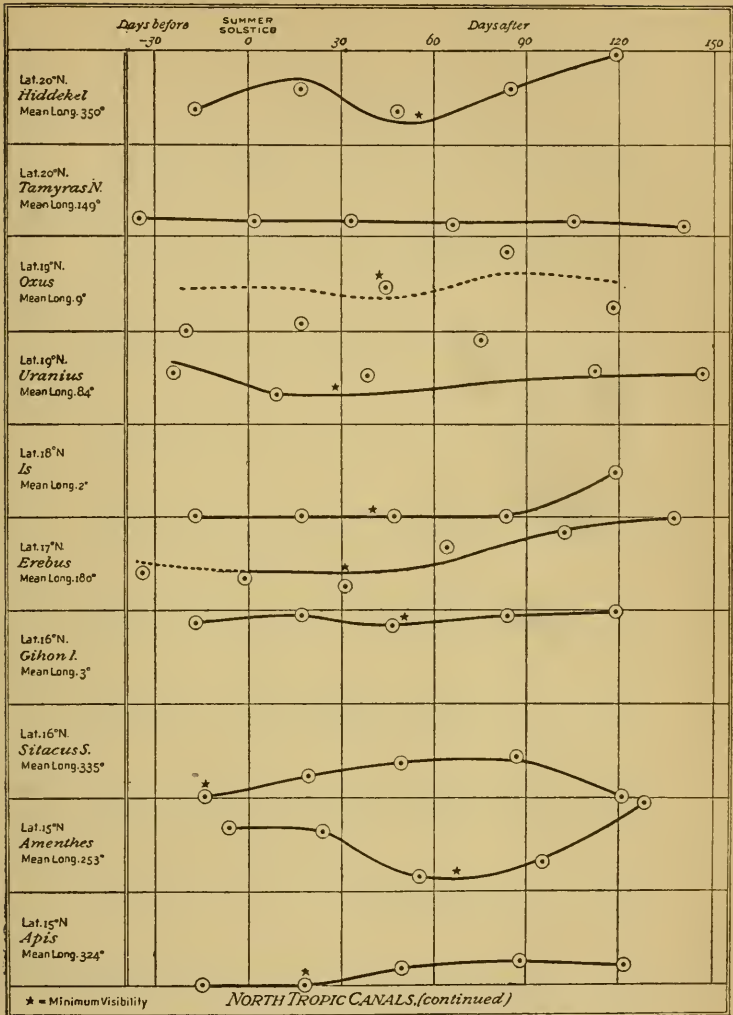 Days before SUMMER SOLSTICE Days after
-30 0 30 60 90 120 150
Lat.20°N.
Hiddekel
Mean Long.350°
Lat.20°N.
Tamyras N.
Mean Long.149°
Lat.19°N.
Oxus
Mean Long.9°
Lat.19°N.
Uranius
Mean Long.84°
Lat.18°N
Is
Mean Long.2°
Lat.17°N.
Erebus
Mean Long.180°
Lat.16°N.
Gihon I.
Mean Long.3°
Lat.16°N.
Sitacus S.
Mean Long.335°
Lat.15°N
Amenthes
Mean Long.253°
Lat.15°N
Apis
Mean Long.324°
★ = Minimum Visibility NORTH TROPIC CANALS, (continued)